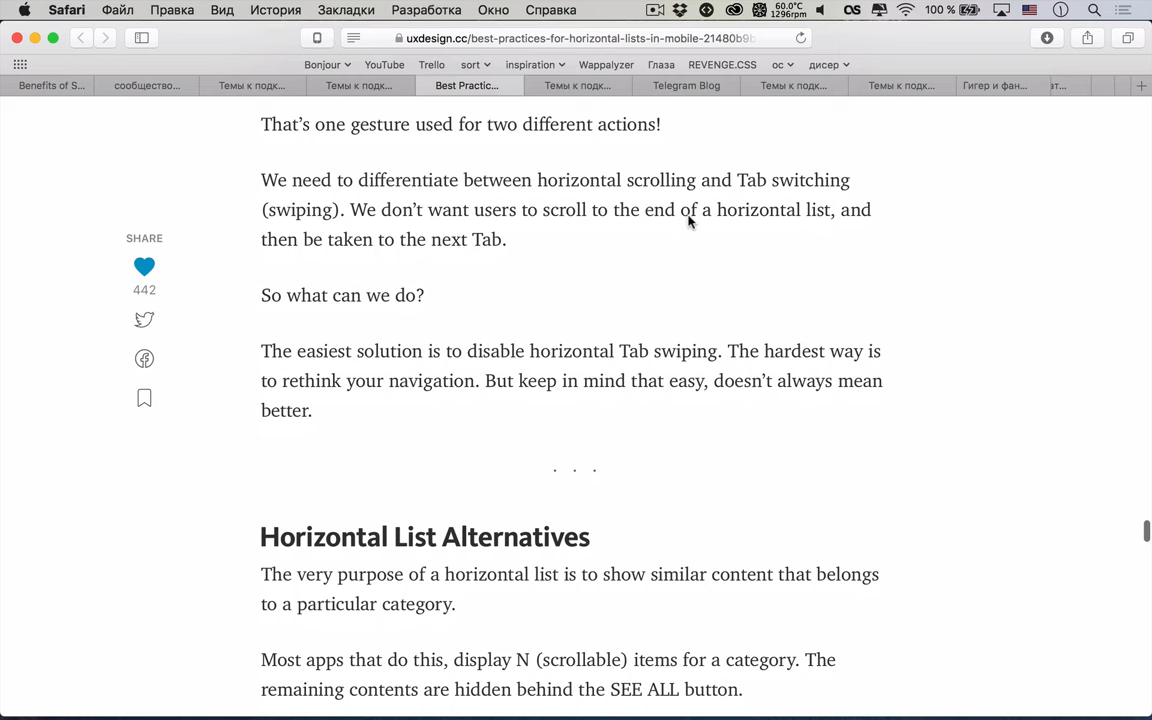 Safari Файл Правка Вид История Закладки Разработка Окно Справка 60.0°C 1296rpm 100 %
uxdesign.cc/best-practices-for-horizontal-lists-in-mobile-21480b9b
Bonjour YouTube Trello sort inspiration Wappalyzer Глаза REVENGE.CSS ос дисер
Benefits of S... сообщество... Темы к подк... Темы к подк... Best Practic... Темы к подк... Telegram Blog Темы к подк... Темы к подк... Гигер и фан... ат...
That’s one gesture used for two different actions!
We need to differentiate between horizontal scrolling and Tab switching
(swiping). We don’t want users to scroll to the end of a horizontal list, and
then be taken to the next Tab.
SHARE
442
So what can we do?
The easiest solution is to disable horizontal Tab swiping. The hardest way is
to rethink your navigation. But keep in mind that easy, doesn’t always mean
better.
. . .
Horizontal List Alternatives
The very purpose of a horizontal list is to show similar content that belongs
to a particular category.
Most apps that do this, display N (scrollable) items for a category. The
remaining contents are hidden behind the SEE ALL button.